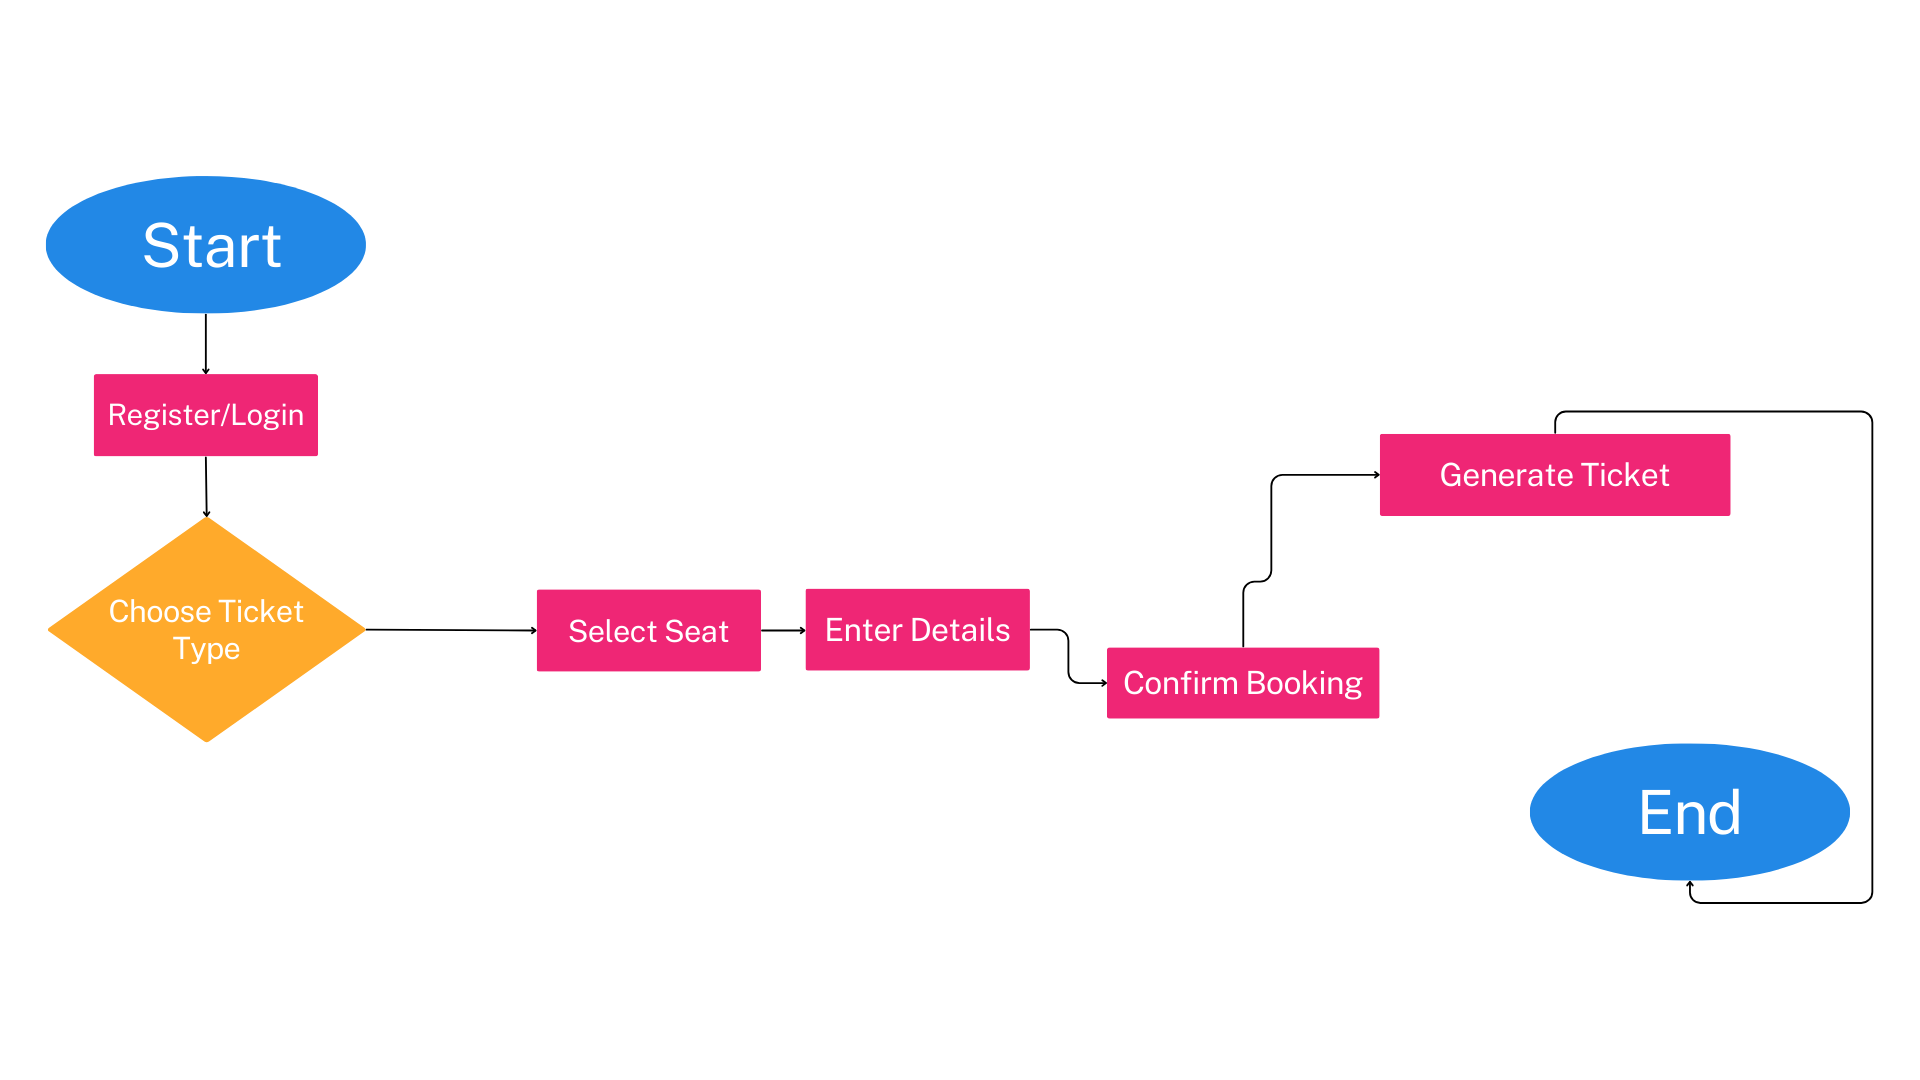 Start
Register/Login
Choose Ticket
Type
Select Seat
Enter Details
Confirm Booking
Generate Ticket
End